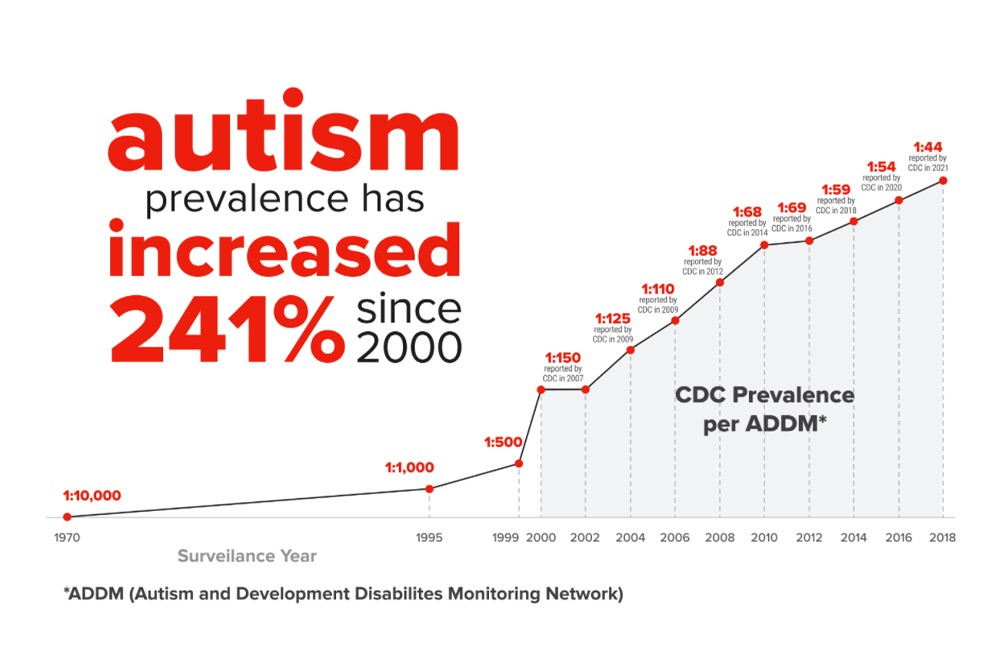 autism
prevalence has
increased
241% since
2000
1:10,000
1:1,000
1:500
1:150
reported by
CDC in 2007
1:125
reported by
CDC in 2009
1:110
reported by
CDC in 2009
1:88
reported by
CDC in 2012
1:68
reported by
CDC in 2014
1:69
reported by
CDC in 2016
1:59
reported by
CDC in 2018
1:54
reported by
CDC in 2020
1:44
reported by
CDC in 2021
CDC Prevalence
per ADDM*
1970 1995 1999 2000 2002 2004 2006 2008 2010 2012 2014 2016 2018
Surveilance Year
*ADDM (Autism and Development Disabilites Monitoring Network)